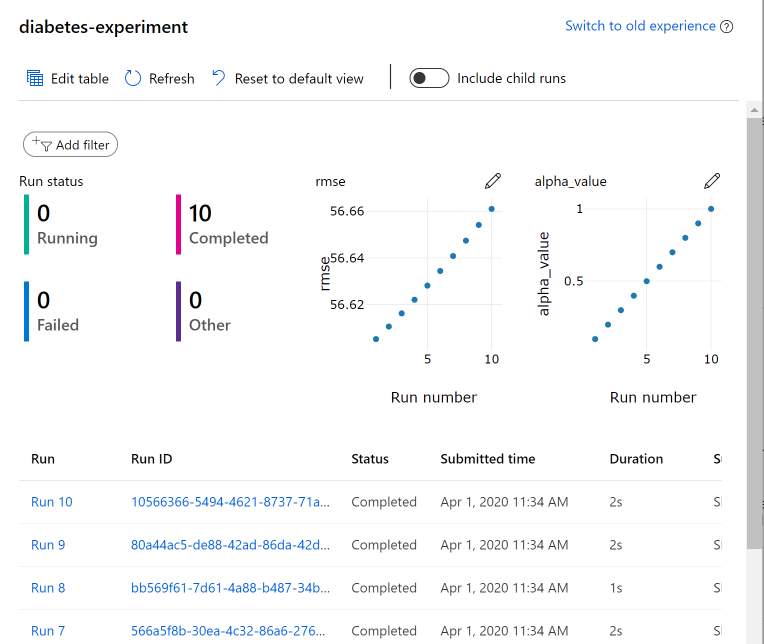 diabetes-experiment
Switch to old experience
Edit table Refresh Reset to default view Include child runs
Add filter
Run status
0 Running
10 Completed
0 Failed
0 Other
rmse
56.66
56.64
56.62
rmse
5 10
Run number
alpha_value
1
0.5
alpha_value
5 10
Run number
Run Run ID Status Submitted time Duration
Run 10 10566366-5494-4621-8737-71a... Completed Apr 1, 2020 11:34 AM 2s
Run 9 80a44ac5-de88-42ad-86da-42d... Completed Apr 1, 2020 11:34 AM 2s
Run 8 bb569f61-7d61-4a88-b487-34b... Completed Apr 1, 2020 11:34 AM 1s
Run 7 566a5f8b-30ea-4c32-86a6-276... Completed Apr 1, 2020 11:34 AM 2s